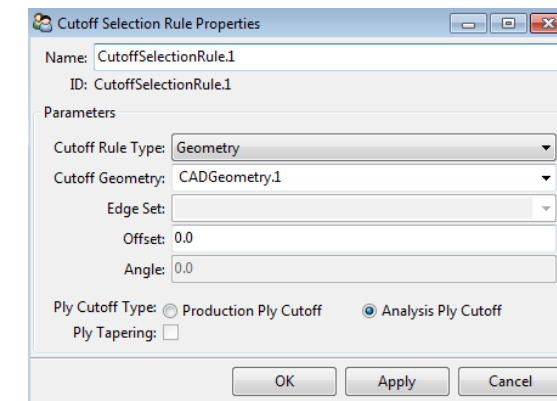 Cutoff Selection Rule Properties
Name: CutoffSelectionRule.1
ID: CutoffSelectionRule.1
Parameters
Cutoff Rule Type: Geometry
Cutoff Geometry: CADGeometry.1
Edge Set:
Offset: 0.0
Angle: 0.0
Ply Cutoff Type: Production Ply Cutoff Analysis Ply Cutoff
Ply Tapering:
OK Apply Cancel